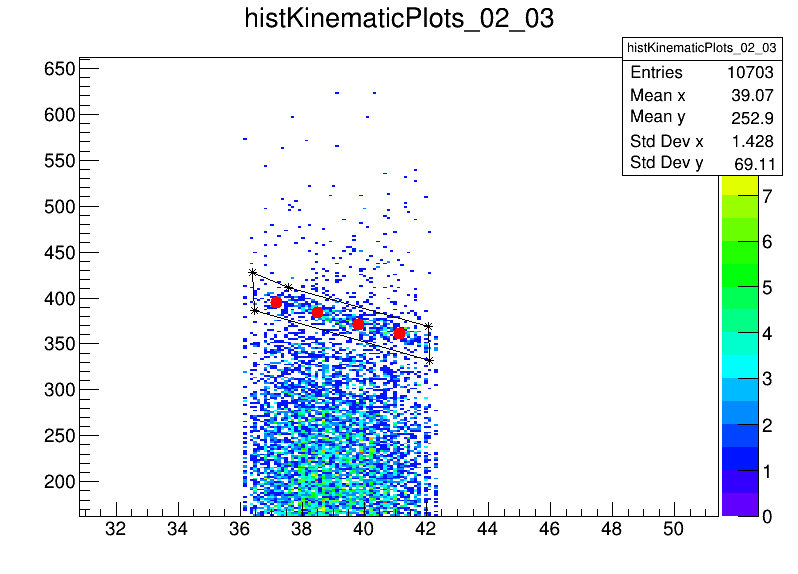 histKinematicPlots_02_03
histKinematicPlots_02_03
Entries 10703
Mean x 39.07
Mean y 252.9
Std Dev x 1.428
Std Dev y 69.11
650
600
550
500
450
400
350
300
250
200
7
6
5
4
3
2
1
0
32 34 36 38 40 42 44 46 48 50